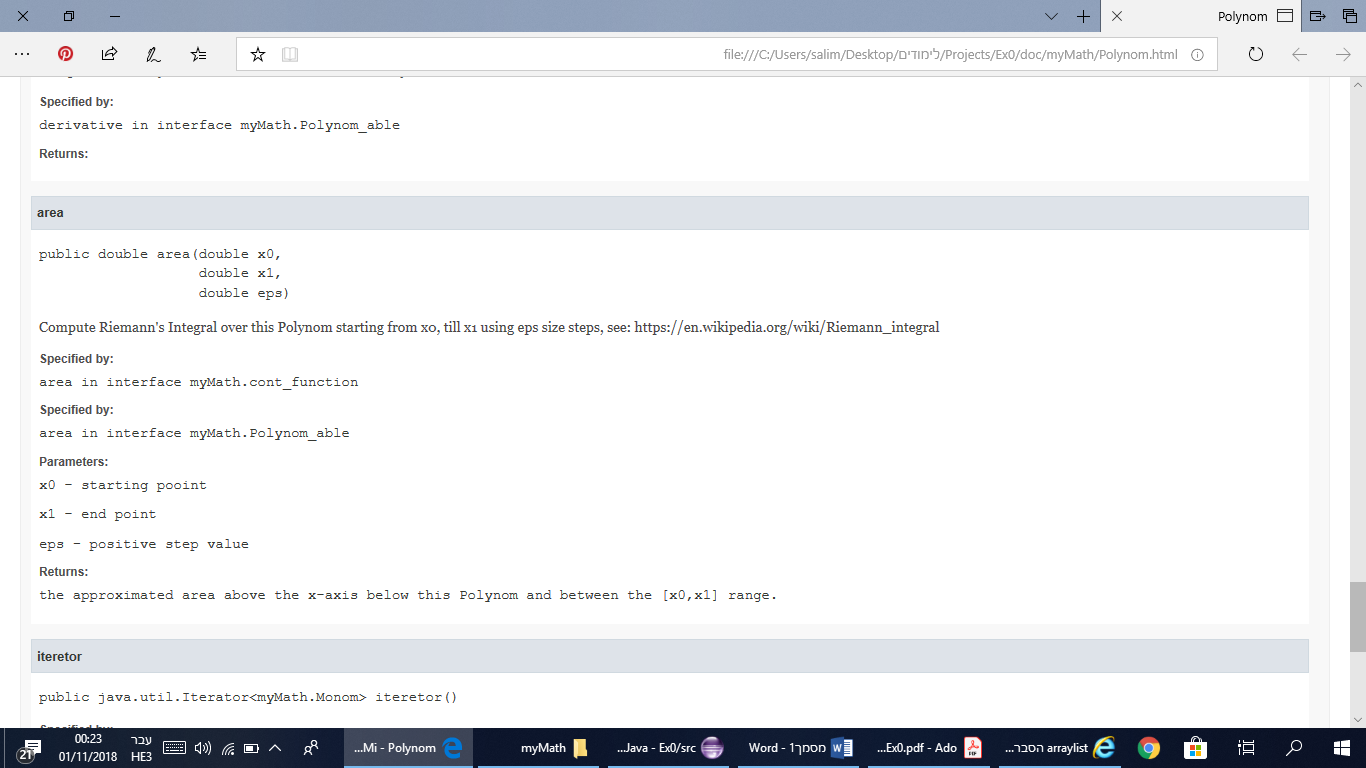 Polynom
file:///C:/Users/salim/Desktop/לימודים/Projects/Ex0/doc/myMath/Polynom.html
Specified by:
derivative in interface myMath.Polynom_able
Returns:
area
public double area(double x0,
double x1,
double eps)
Compute Riemann's Integral over this Polynom starting from x0, till x1 using eps size steps, see: https://en.wikipedia.org/wiki/Riemann_integral
Specified by:
area in interface myMath.cont_function
Specified by:
area in interface myMath.Polynom_able
Parameters:
x0 - starting pooint
x1 - end point
eps - positive step value
Returns:
the approximated area above the x-axis below this Polynom and between the [x0,x1] range.
iteretor
public java.util.Iterator<myMath.Monom> iteretor()
Specified by:
21
00:23
01/11/2018
עבר
HE3
...Mi - Polynom
myMath
...Java - Ex0/src
Word - מסמך1
...Ex0.pdf - Ado
...הסבר arraylist